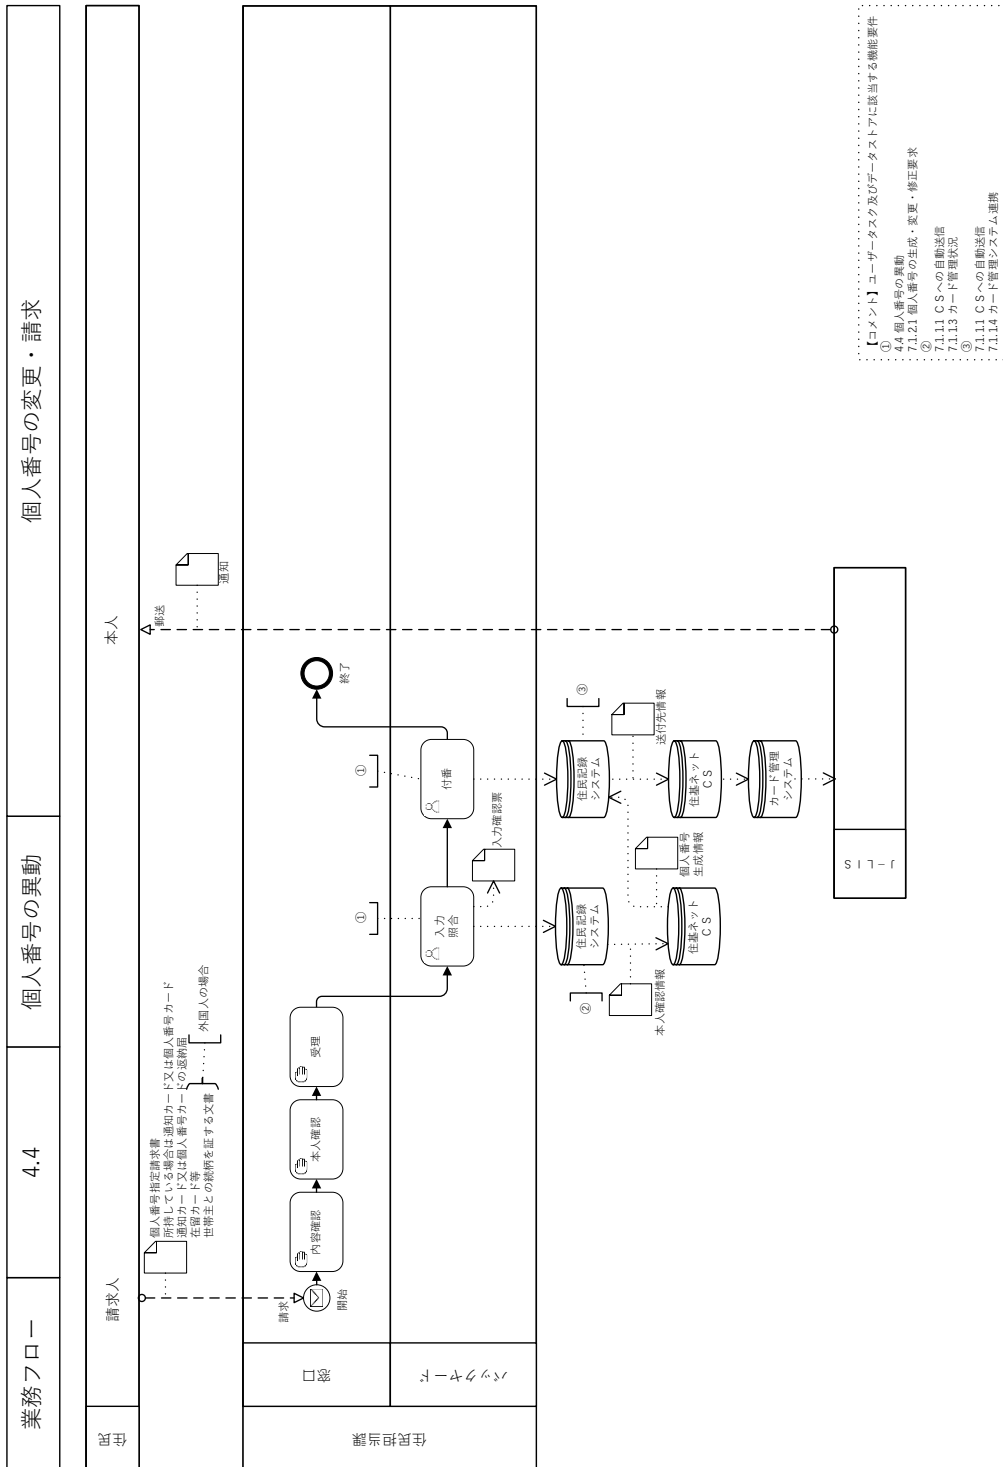 業務フロー
4.4
個人番号の異動
個人番号の変更・請求
住民
請求人
本人
個人番号指定請求書
所持している場合は通知カード又は個人番号カード
通知カード又は個人番号カードの返納届
在留カード等
世帯主との続柄を証する文書
外国人の場合
郵送
通知
住民担当課
窓口
請求
開始
内容確認
本人確認
受理
終了
バックヤード
①
入力
照合
入力確認票
①
付番
住民記録
システム
②
本人確認情報
住基ネット
CS
個人番号
生成情報
住民記録
システム
③
送付先情報
住基ネット
CS
カード管理
システム
J-LIS
【コメント】ユーザータスク及びデータストアに該当する機能要件
①
4.4 個人番号の異動
7.1.2.1 個人番号の生成・変更・修正要求
②
7.1.1.1 CSへの自動送信
7.1.1.3 カード管理状況
③
7.1.1.1 CSへの自動送信
7.1.1.4 カード管理システム連携